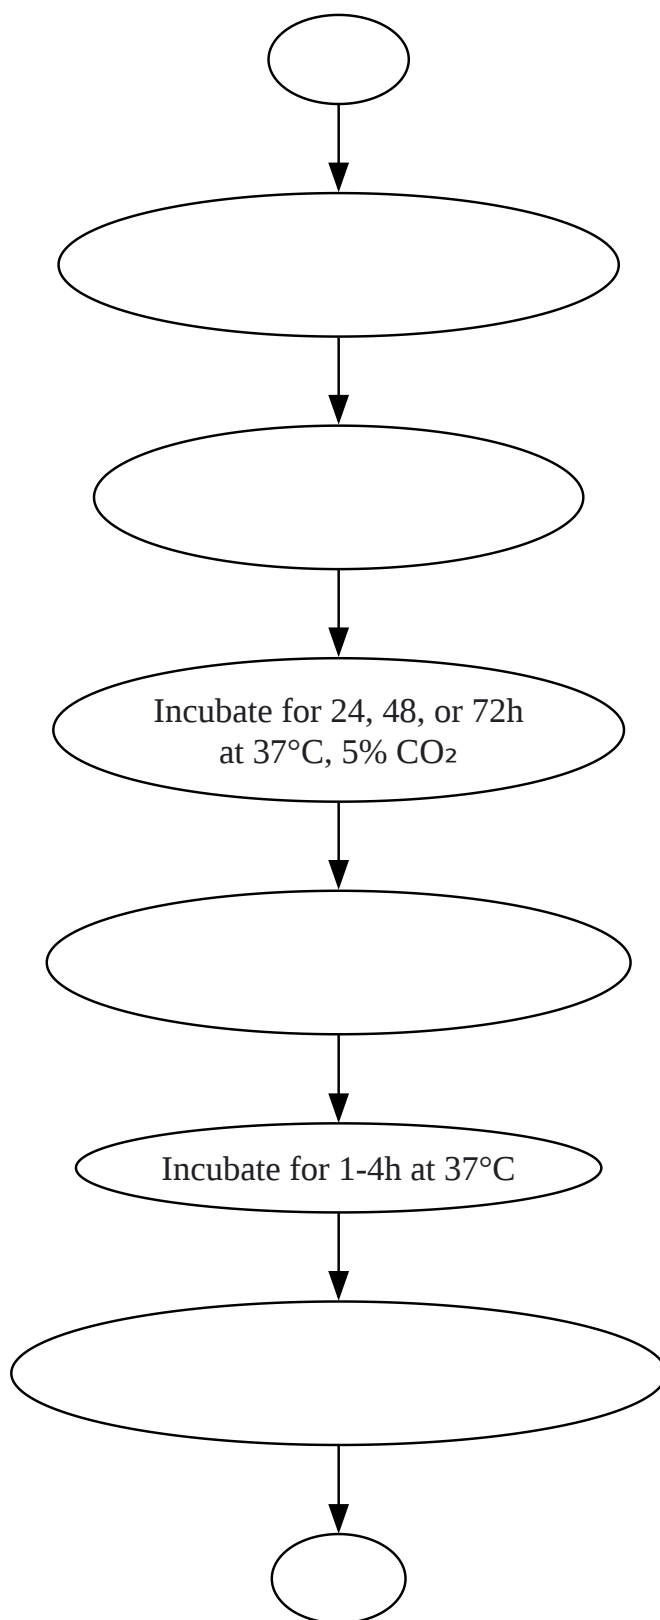 Incubate for 24, 48, or 72h
at 37°C, 5% CO₂
Incubate for 1-4h at 37°C